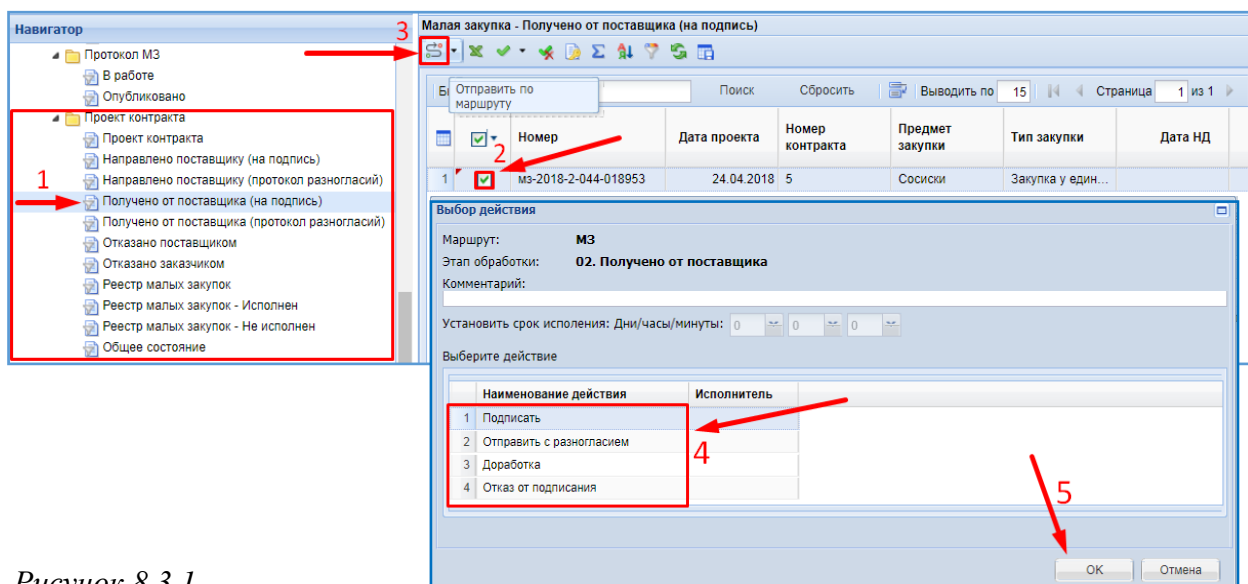 Навигатор
Протокол МЗ
В работе
Опубликовано
Проект контракта
Проект контракта
Направлено поставщику (на подпись)
Направлено поставщику (протокол разногласий)
1
Получено от поставщика (на подпись)
Получено от поставщика (протокол разногласий)
Отказано поставщиком
Отказано заказчиком
Реестр малых закупок
Реестр малых закупок - Исполнен
Реестр малых закупок - Не исполнен
Общее состояние
3
Малая закупка - Получено от поставщика (на подпись)
Отправить по
маршруту
Поиск Сбросить Выводить по 15 Страница 1 из 1
Номер Дата проекта Номер контракта Предмет закупки Тип закупки Дата НД
2
1 мз-2018-2-044-018953 24.04.2018 5 Сосиски Закупка у един...
Выбор действия
Маршрут: МЗ
Этап обработки: 02. Получено от поставщика
Комментарий:
Установить срок исполения: Дни/часы/минуты: 0 0 0
Выберите действие
Наименование действия Исполнитель
1 Подписать
2 Отправить с разногласием
3 Доработка
4 Отказ от подписания
4
5
OK Отмена
Рисунок 8.3.1